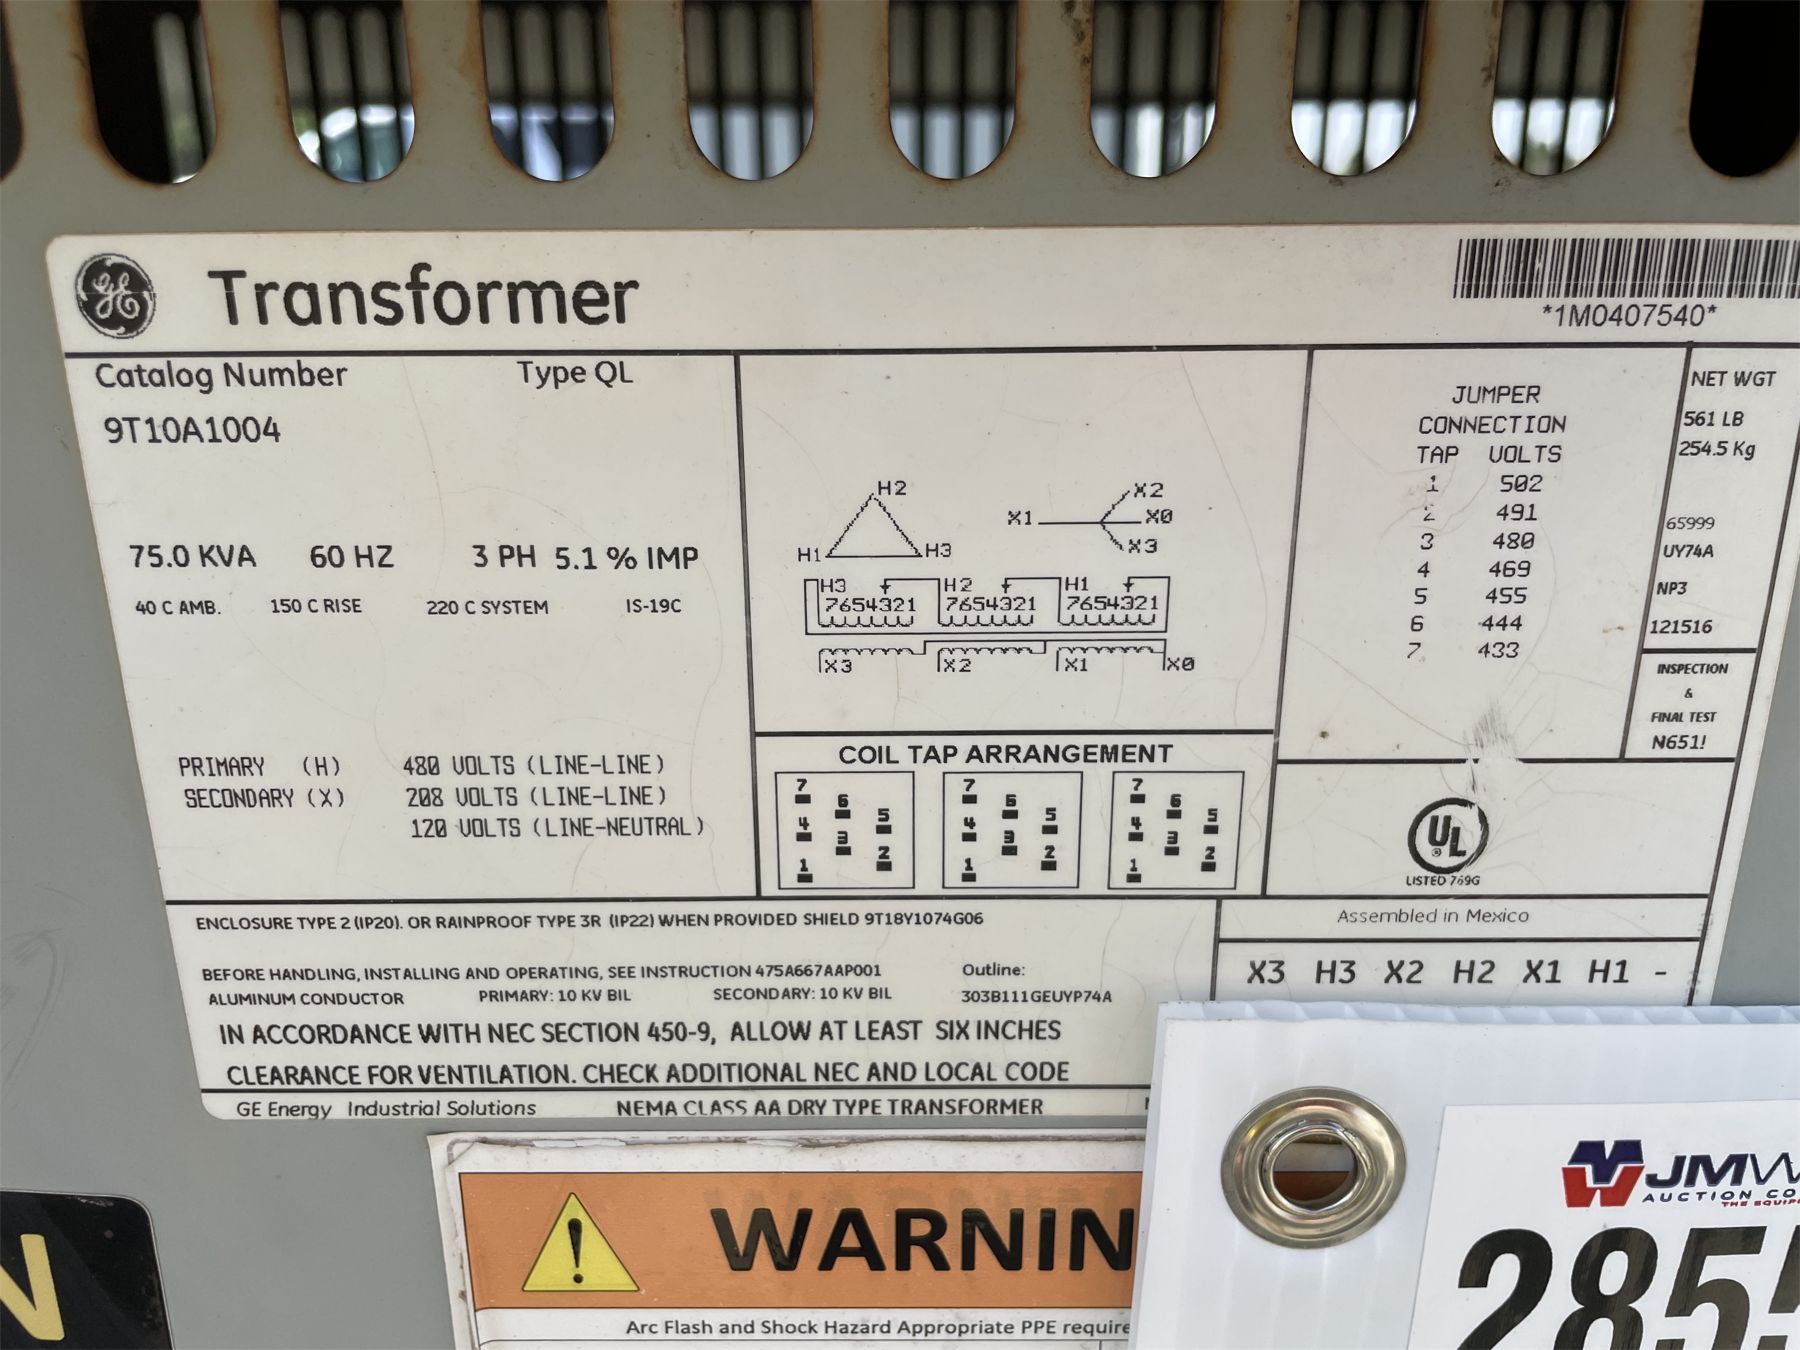 GE Transformer
*1M0407540*
Catalog Number Type QL
9T10A1004
75.0 KVA 60 HZ 3 PH 5.1 % IMP
40 C AMB. 150 C RISE 220 C SYSTEM IS-19C
PRIMARY (H) 480 VOLTS (LINE-LINE)
SECONDARY (X) 208 VOLTS (LINE-LINE)
120 VOLTS (LINE-NEUTRAL)
H2
H1 H3
X2
X1 X0
X3
H3 H2 H1
7654321 7654321 7654321
X3 X2 X1 X0
COIL TAP ARRANGEMENT
7 7 7
6 6 6
5 5 5
4 4 4
3 3 3
2 2 2
1 1 1
JUMPER
CONNECTION
TAP VOLTS
1 502
2 491
3 480
4 469
5 455
6 444
7 433
NET WGT
561 LB
254.5 Kg
65999
UY74A
NP3
121516
INSPECTION
&
FINAL TEST
N651!
UL
®
LISTED 769G
ENCLOSURE TYPE 2 (IP20). OR RAINPROOF TYPE 3R (IP22) WHEN PROVIDED SHIELD 9T18Y1074G06
BEFORE HANDLING, INSTALLING AND OPERATING, SEE INSTRUCTION 475A667AAP001 Outline:
ALUMINUM CONDUCTOR PRIMARY: 10 KV BIL SECONDARY: 10 KV BIL 303B111GEUYP74A
IN ACCORDANCE WITH NEC SECTION 450-9, ALLOW AT LEAST SIX INCHES
CLEARANCE FOR VENTILATION. CHECK ADDITIONAL NEC AND LOCAL CODE
GE Energy Industrial Solutions NEMA CLASS AA DRY TYPE TRANSFORMER
Assembled in Mexico
X3 H3 X2 H2 X1 H1 -
! WARNIN
Arc Flash and Shock Hazard Appropriate PPE require
N
JMW
AUCTION CO
THE EQUIP
2855